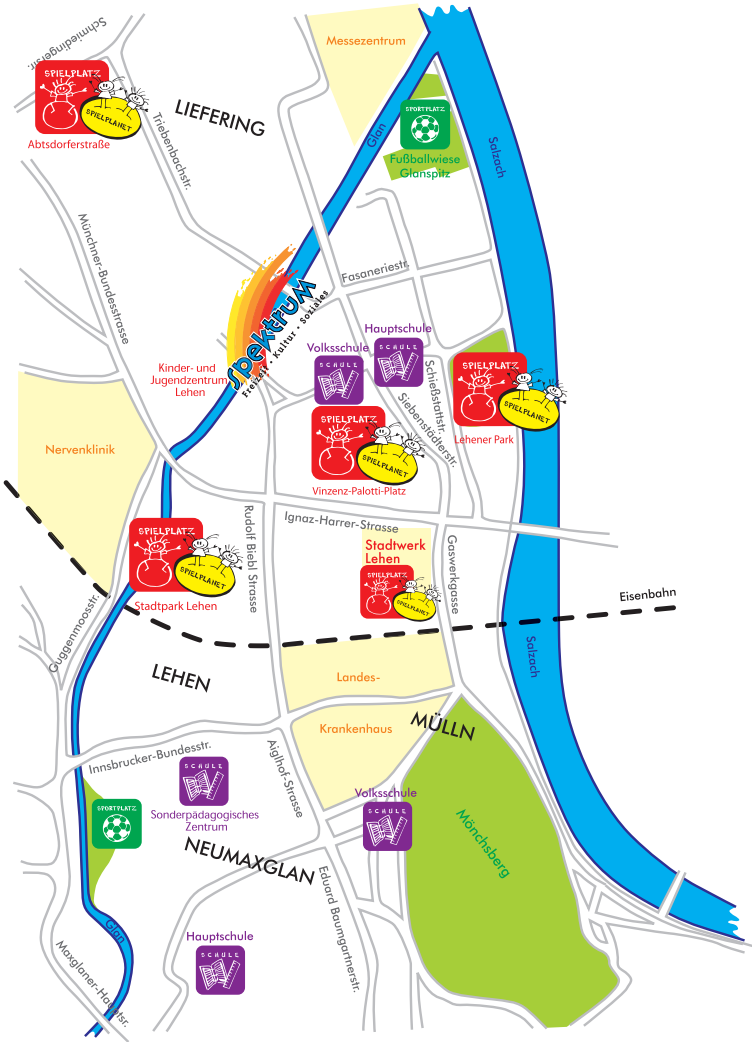 Schmiedingerstr.
Messezentrum
SPIELPLATZ
SPIELPLANET
Abtsdorferstraße
LIEFERING
Triebenbachstr.
Glan
SPORTPLATZ
Fußballwiese
Glanspitz
Salzach
Münchner-Bundesstrasse
Fasaneriestr.
spektrum
Freizeit • Kultur • Soziales
Kinder- und
Jugendzentrum
Lehen
Volksschule
SCHULE
Hauptschule
SCHULE
Schießstattstr.
Siebenstädterstr.
SPIELPLATZ
SPIELPLANET
Lehener Park
SPIELPLATZ
SPIELPLANET
Vinzenz-Palotti-Platz
Nervenklinik
Rudolf Biebl Strasse
Ignaz-Harrer-Strasse
SPIELPLATZ
SPIELPLANET
Stadtpark Lehen
Stadtwerk
Lehen
SPIELPLATZ
SPIELPLANET
Gaswerkgasse
Eisenbahn
Guggenmoosstr.
LEHEN
Landes-
Krankenhaus
MÜLLN
Salzach
Innsbrucker-Bundesstr.
Aiglhof-Strasse
SCHULE
Sonderpädagogisches
Zentrum
SPORTPLATZ
Volksschule
SCHULE
Mönchsberg
NEUMAXGLAN
Eduard Baumgartnerstr.
Glan
Hauptschule
SCHULE
Maxglaner-Hauptsr.